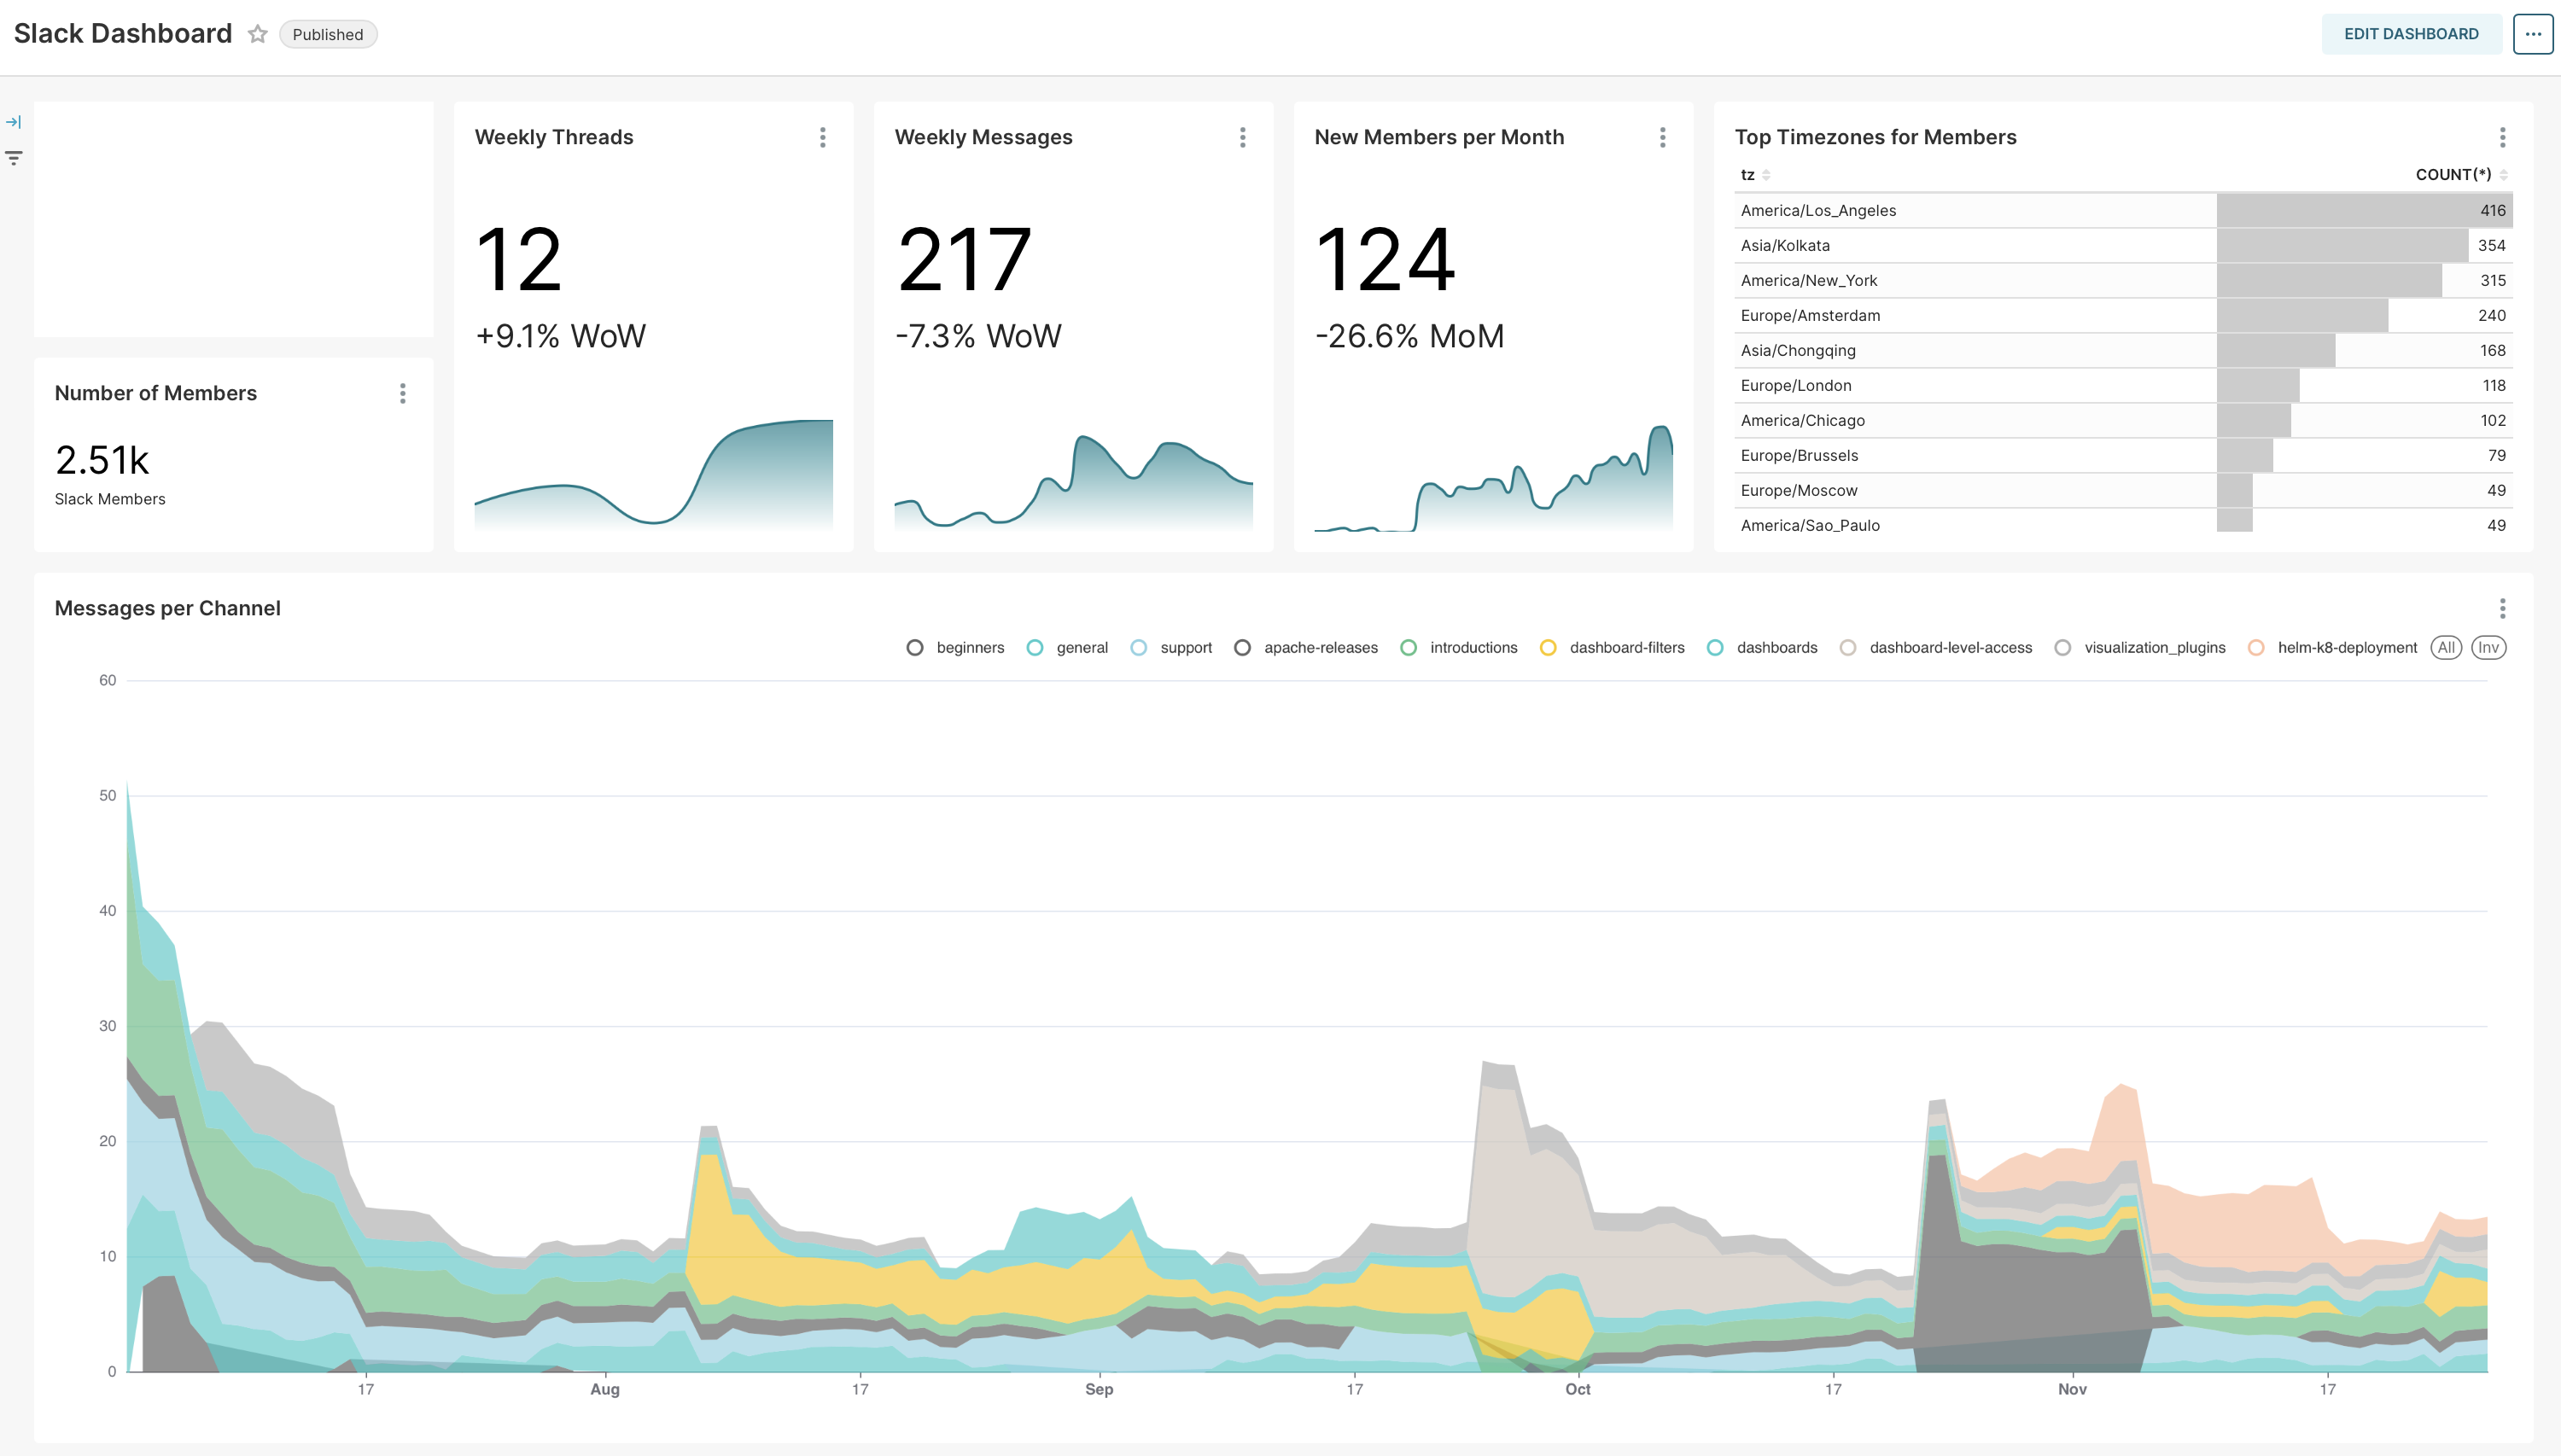 Slack Dashboard Published EDIT DASHBOARD ...
Number of Members
2.51k
Slack Members
Weekly Threads
12
+9.1% WoW
Weekly Messages
217
-7.3% WoW
New Members per Month
124
-26.6% MoM
Top Timezones for Members
tz COUNT(*)
America/Los_Angeles 416
Asia/Kolkata 354
America/New_York 315
Europe/Amsterdam 240
Asia/Chongqing 168
Europe/London 118
America/Chicago 102
Europe/Brussels 79
Europe/Moscow 49
America/Sao_Paulo 49
Messages per Channel
beginners general support apache-releases introductions dashboard-filters dashboards dashboard-level-access visualization_plugins helm-k8-deployment All Inv
60
50
40
30
20
10
0
17 Aug 17 Sep 17 Oct 17 Nov 17